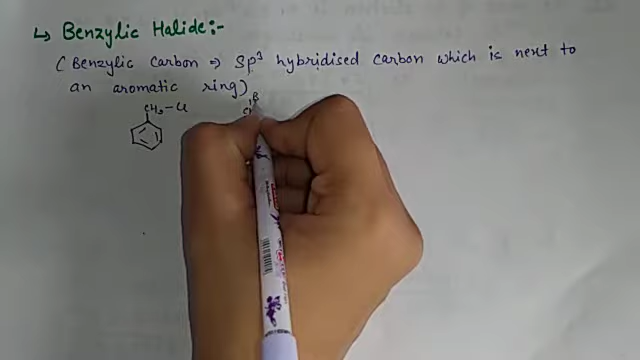 ↳ Benzylic Halide:-
(Benzylic Carbon ⇒ Sp³ hybridised carbon which is next to
an aromatic ring)
CH₂-Cl